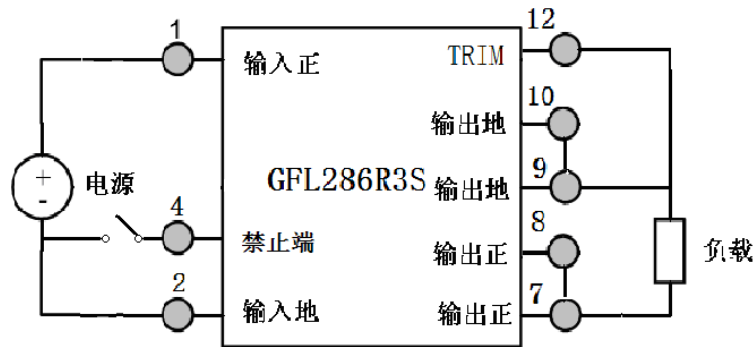 1
12
输入正
TRIM
10
输出地
+
-
电源
GFL286R3S
9
输出地
4
禁止端
8
输出正
负载
2
输入地
7
输出正